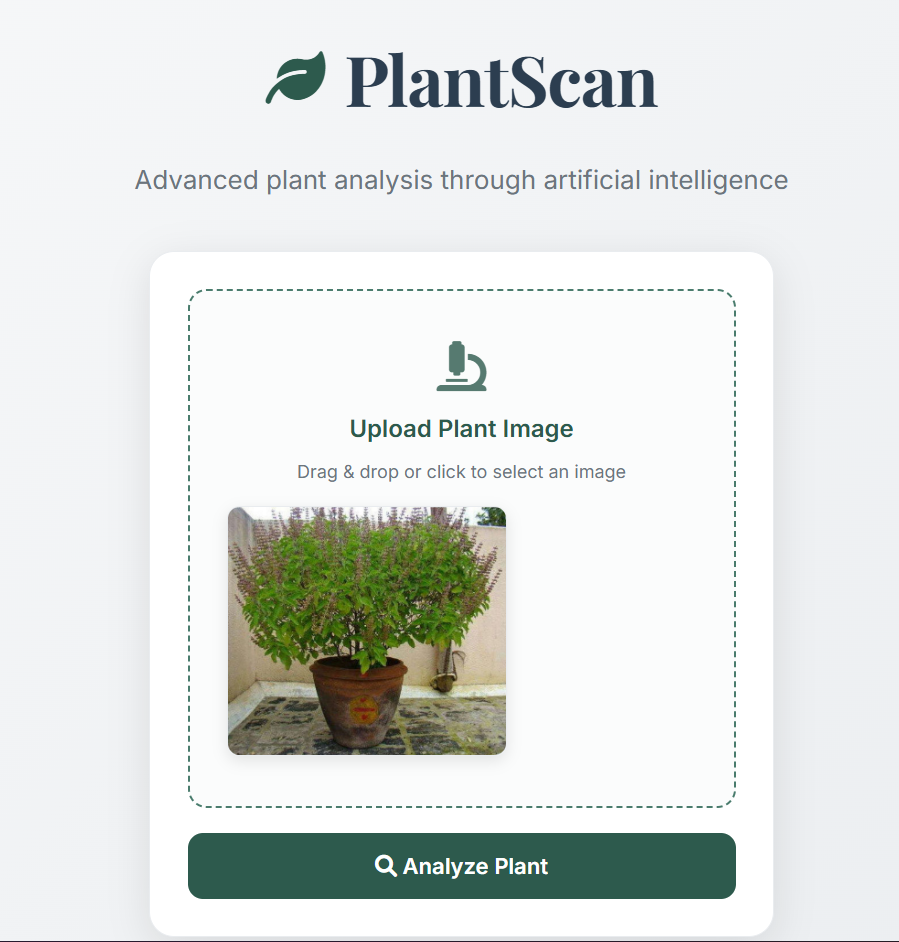 PlantScan
Advanced plant analysis through artificial intelligence
Upload Plant Image
Drag & drop or click to select an image
Analyze Plant